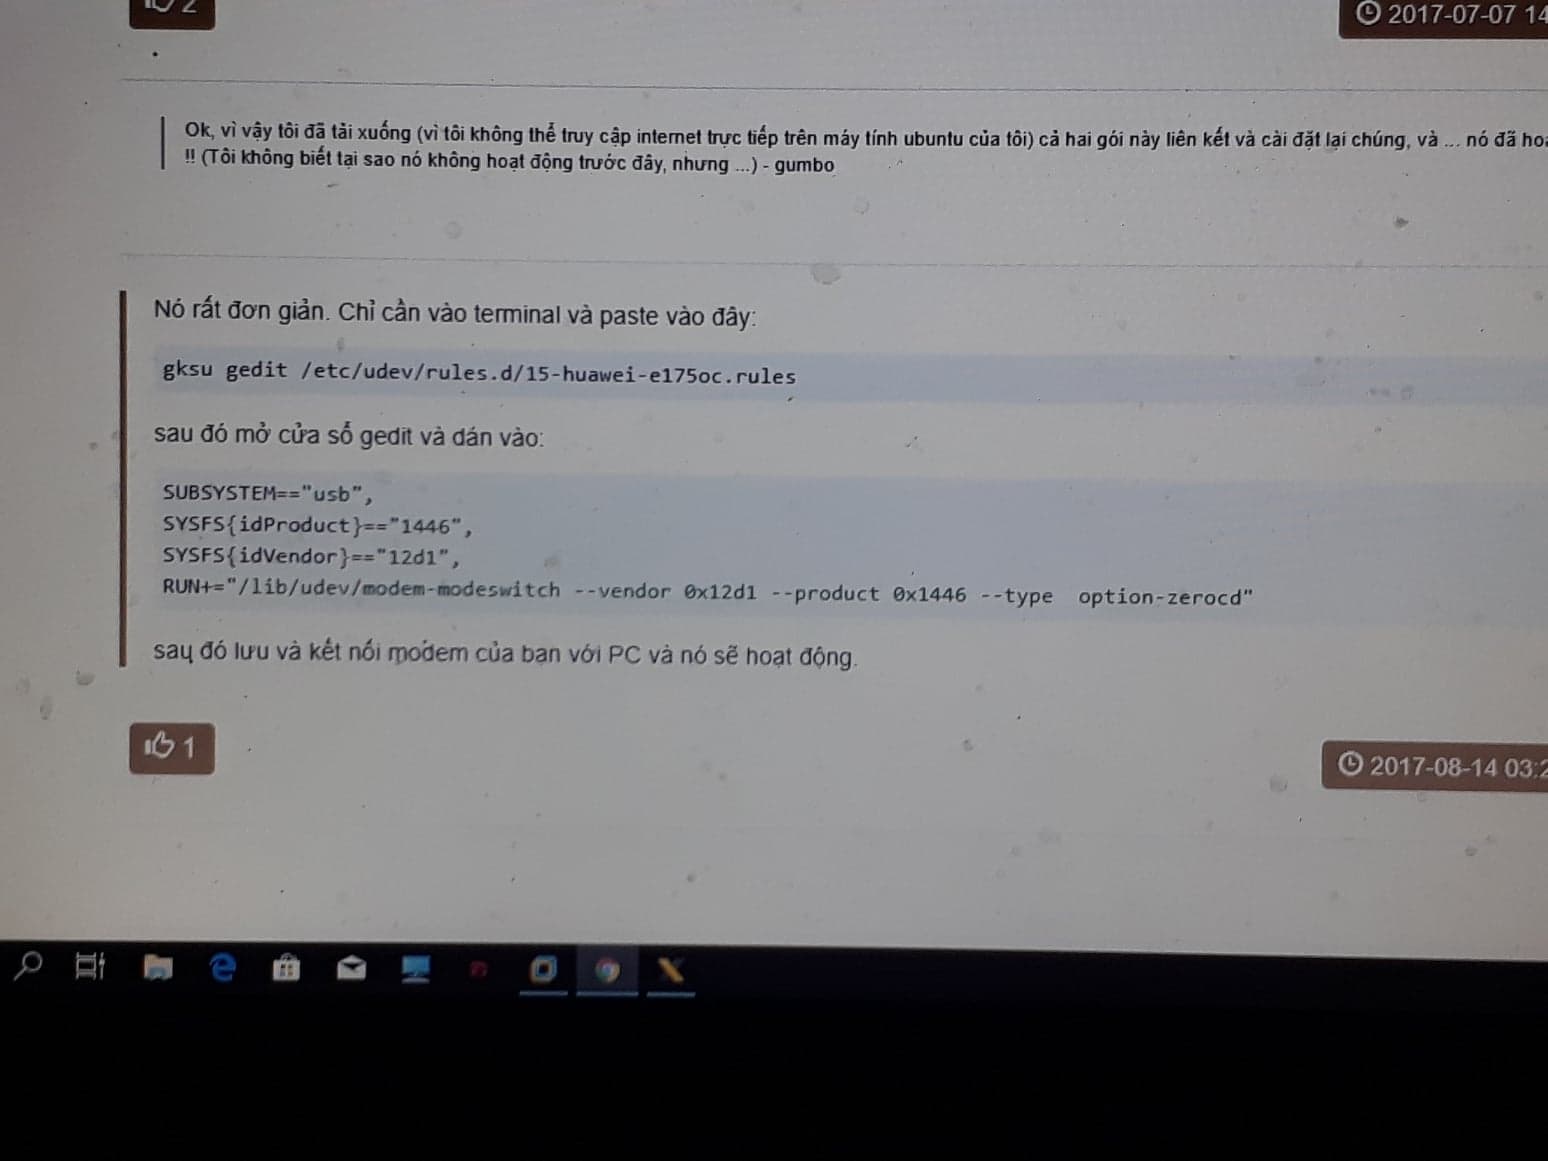 2
2017-07-07 14
Ok, vì vậy tôi đã tải xuống (vì tôi không thể truy cập internet trực tiếp trên máy tính ubuntu của tôi) cả hai gói này liên kết và cài đặt lại chúng, và ... nó đã
!! (Tôi không biết tại sao nó không hoạt động trước đây, nhưng ...) - gumbo
Nó rất đơn giản. Chỉ cần vào terminal và paste vào đây:
gksu gedit /etc/udev/rules.d/15-huawei-e175oc.rules
sau đó mở cửa sổ gedit và dán vào:
SUBSYSTEM=="usb",
SYSFS{idProduct}=="1446",
SYSFS{idVendor}=="12d1",
RUN+="/lib/udev/modem-modeswitch --vendor 0x12d1 --product 0x1446 --type option-zerocd"
sau đó lưu và kết nối modem của bạn với PC và nó sẽ hoạt động.
1
2017-08-14 03:2